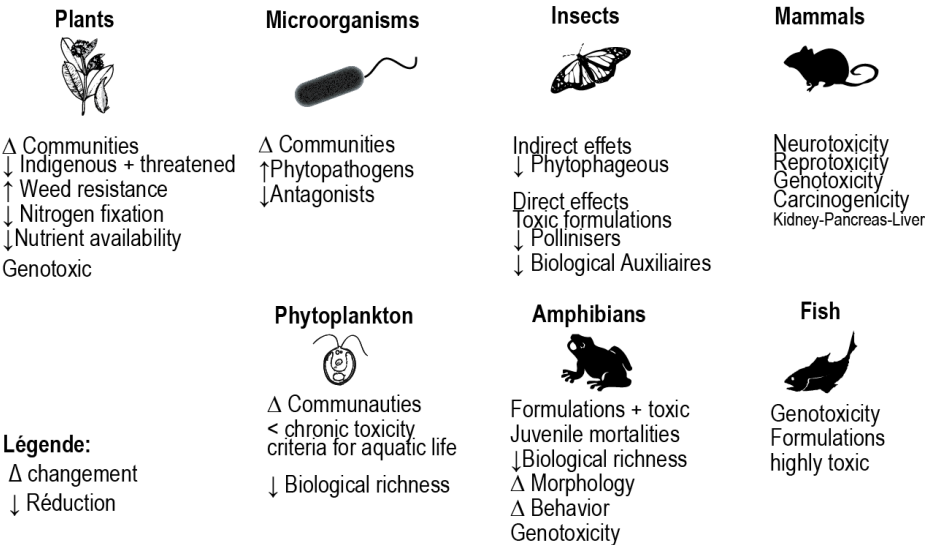 Plants
Δ Communities
↓ Indigenous + threatened
↑ Weed resistance
↓ Nitrogen fixation
↓Nutrient availability
Genotoxic
Microorganisms
Δ Communities
↑Phytopathogens
↓Antagonists
Insects
Indirect effets
↓ Phytophageous
Direct effects
Toxic formulations
↓ Pollinisers
↓ Biological Auxiliaires
Mammals
Neurotoxicity
Reprotoxicity
Genotoxicity
Carcinogenicity
Kidney-Pancreas-Liver
Phytoplankton
Δ Communauties
< chronic toxicity
criteria for aquatic life
↓ Biological richness
Amphibians
Formulations + toxic
Juvenile mortalities
↓Biological richness
Δ Morphology
Δ Behavior
Genotoxicity
Fish
Genotoxicity
Formulations
highly toxic
Légende:
Δ changement
↓ Réduction